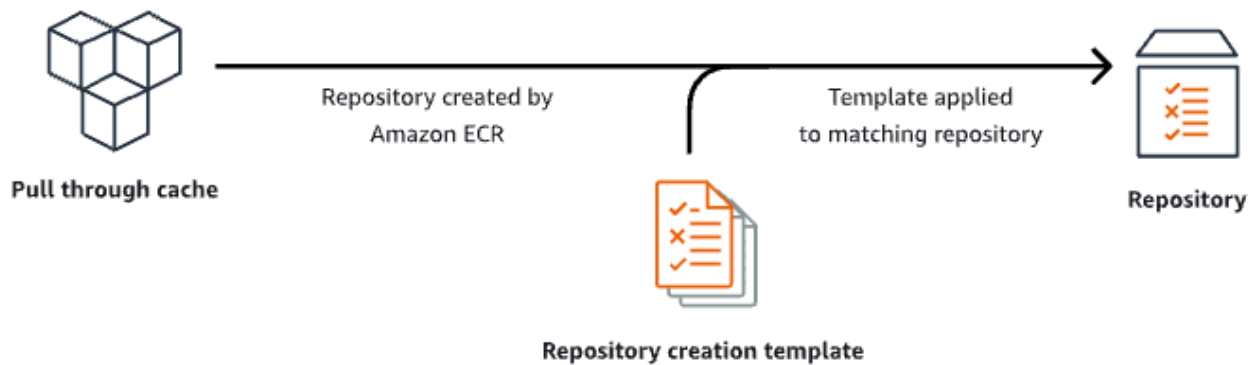 Repository created by
Amazon ECR
Template applied
to matching repository
Pull through cache
Repository
Repository creation template